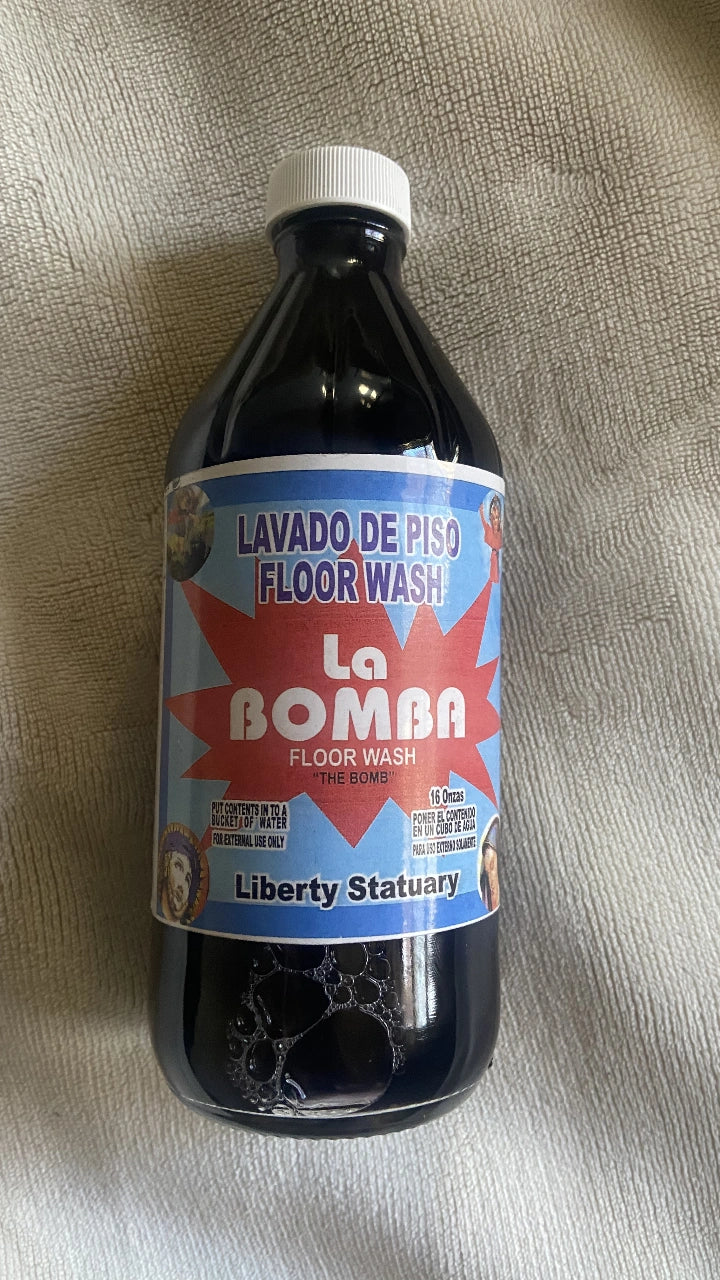 LAVADO DE PISO
FLOOR WASH
La
BOMBA
FLOOR WASH
"THE BOMB"
PUT CONTENTS IN TO A
BUCKET OF WATER
FOR EXTERNAL USE ONLY
16 Onzas
PONER EL CONTENIDO
EN UN CUBO DE AGUA
PARA USO EXTERNO SOLAMENTE
Liberty Statuary